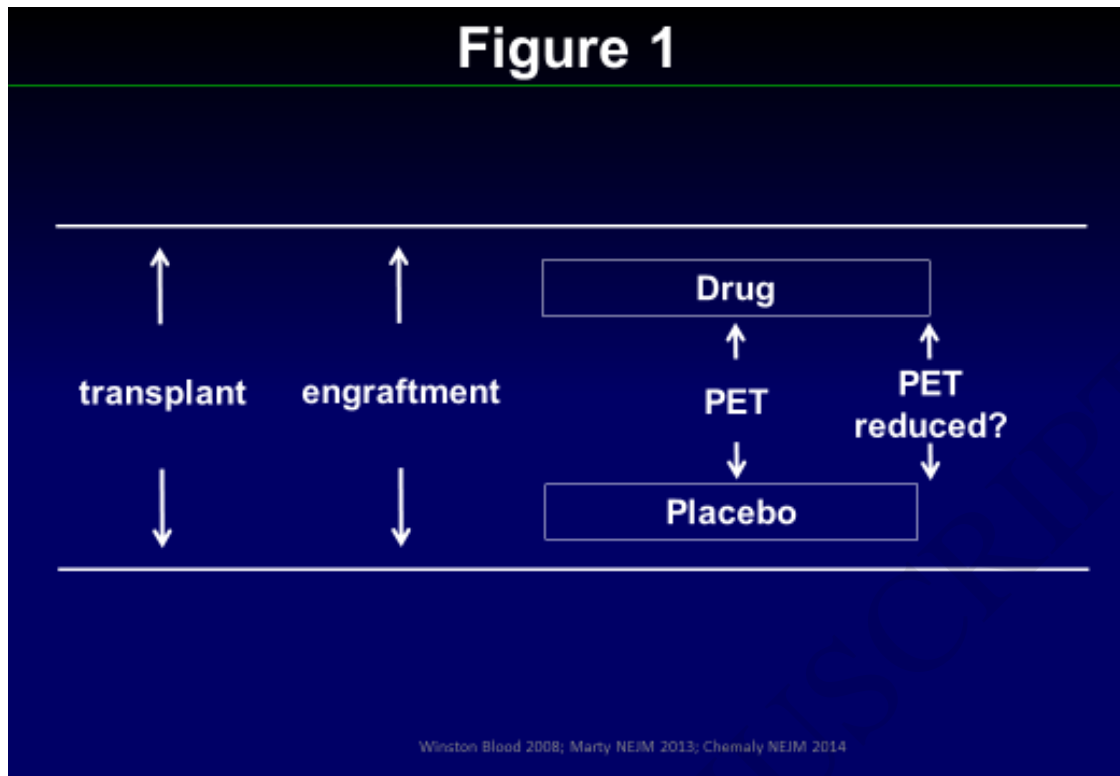 Figure 1
Drug
transplant
engraftment
PET
PET
reduced?
Placebo
Winston Blood 2008; Marty NEJM 2013; Chemaly NEJM 2014